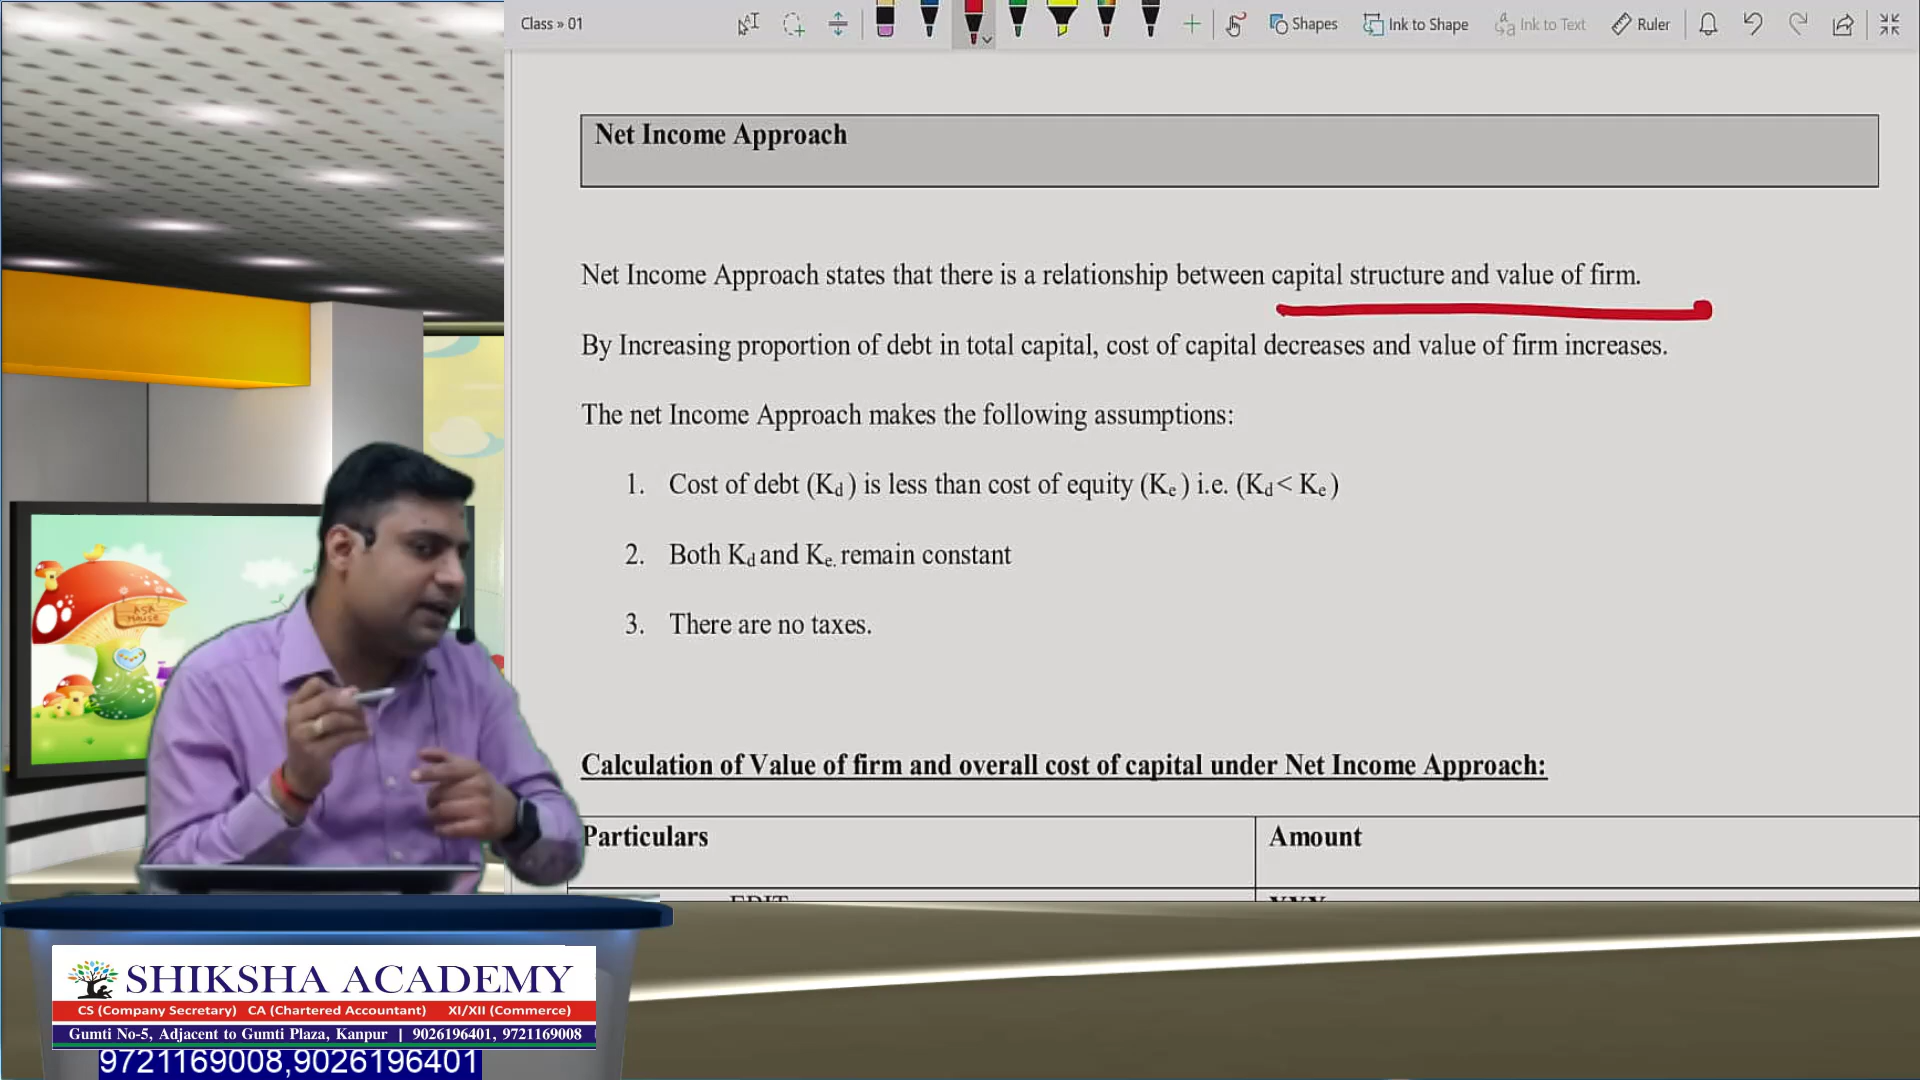 Class » 01
Shapes
Ink to Shape
Ink to Text
Ruler
Net Income Approach
Net Income Approach states that there is a relationship between capital structure and value of firm.
By Increasing proportion of debt in total capital, cost of capital decreases and value of firm increases.
The net Income Approach makes the following assumptions:
1. Cost of debt (Kd ) is less than cost of equity (Ke ) i.e. (Kd < Ke )
2. Both Kd and Ke. remain constant
3. There are no taxes.
Calculation of Value of firm and overall cost of capital under Net Income Approach:
Particulars
Amount
ASA
House
SHIKSHA ACADEMY
CS (Company Secretary) CA (Chartered Accountant) XI/XII (Commerce)
Gumti No-5, Adjacent to Gumti Plaza, Kanpur | 9026196401, 9721169008
9721169008,9026196401